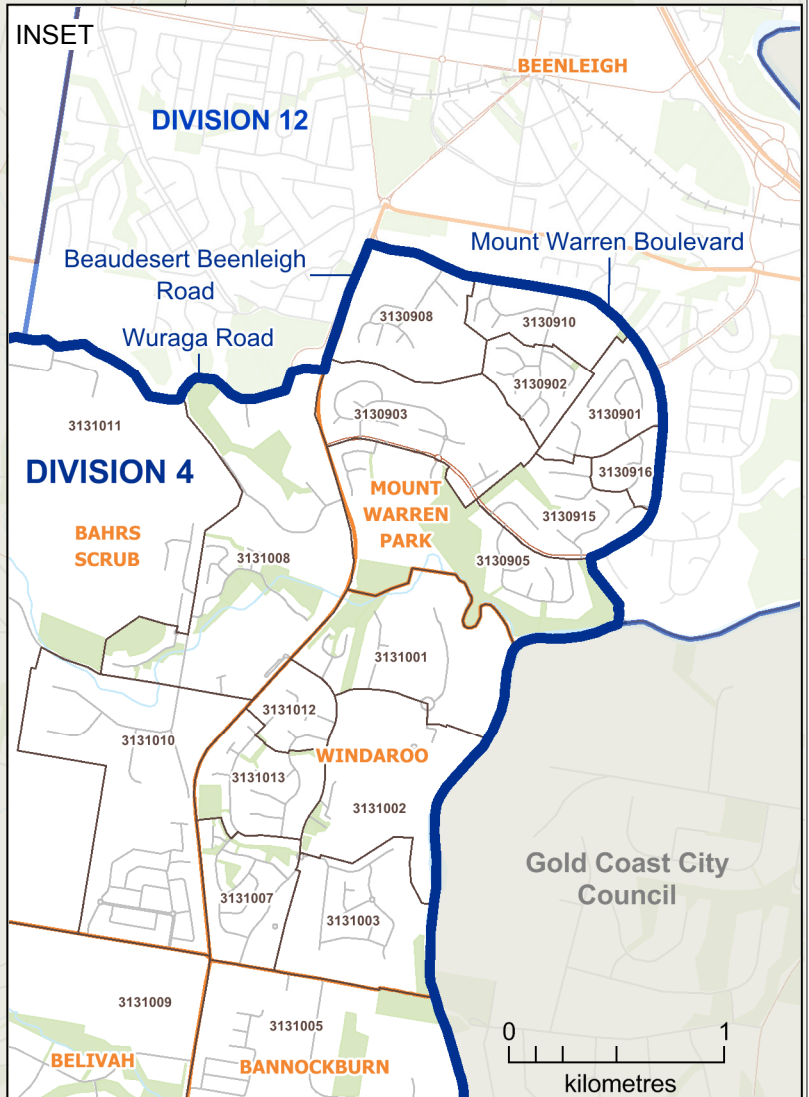 INSET
BEENLEIGH
DIVISION 12
Mount Warren Boulevard
Beaudesert Beenleigh
Road
3130908
3130910
Wuraga Road
3130902
3130903
3130901
3131011
DIVISION 4
3130916
MOUNT
WARREN
PARK
3130915
BAHRS
SCRUB
3131008
3130905
3131001
3131012
3131010
WINDAROO
3131013
3131002
Gold Coast City
Council
3131007
3131003
3131009
3131005
0 1
BELIVAH
BANNOCKBURN
kilometres